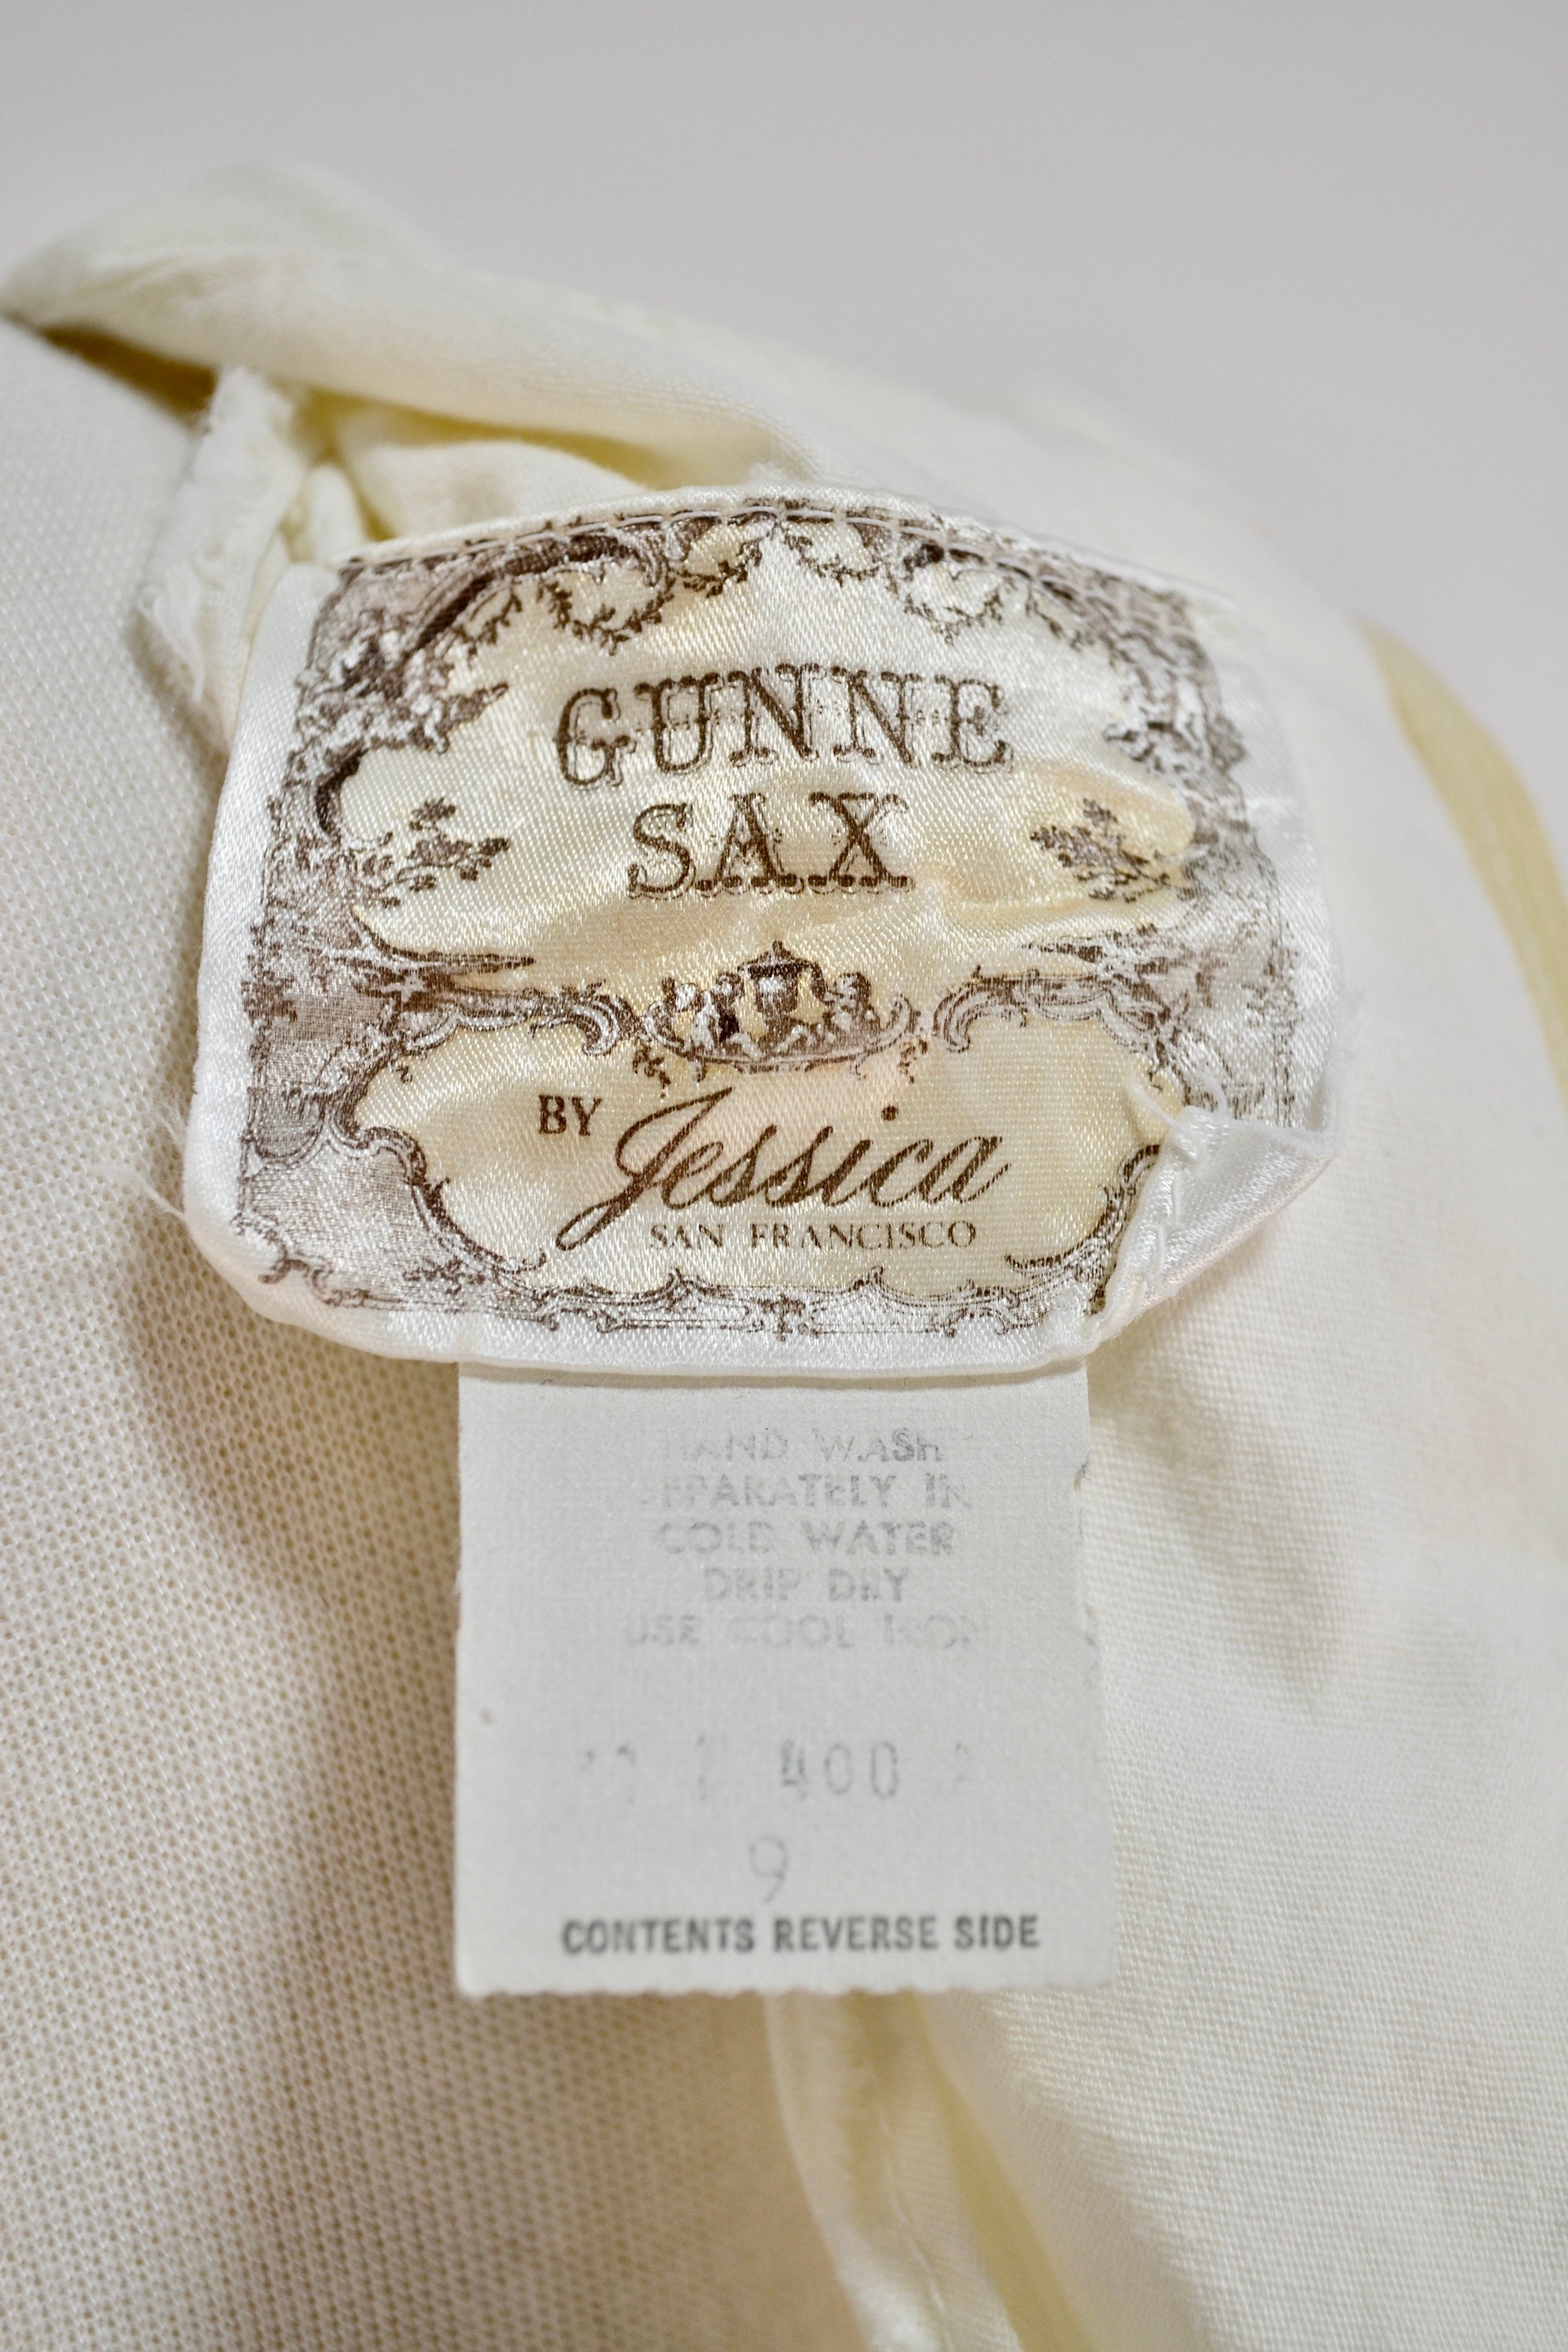 GUNNE
SAX
BY Jessica
SAN FRANCISCO
HAND WASH
SEPARATELY IN
COLD WATER
DRIP DRY
USE COOL IRON
400
9
CONTENTS REVERSE SIDE